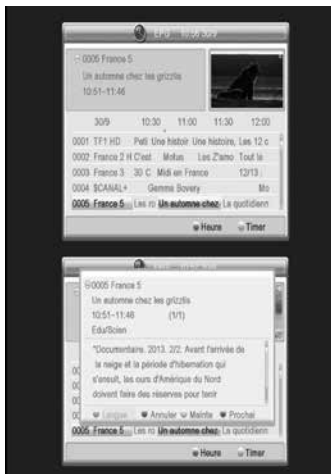 EPG 10:56 30/9
0005 France 5
Un automne chez les grizzlis
10:51-11:46
30/9 10:30 11:00 11:30 12:00
0001 TF1 HD Peti Une histoir Une histoire, Les 12 c
0002 France 2 H C'est Motus Les Z'amo Tout le
0003 France 3 30 C Midi en France 12/13 :
0004 $CANAL+ Gemma Bovery Mo
0005 France 5 Les ro Un automne chez Le quotidien
Heure Timer
0005 France 5
Un automne chez les grizzlis
10:51-11:46 (1/1)
Edu/Scien
"Documentaire. 2013. 2/2. Avant l'arrivée de
la neige et la période d'hibernation qui
s'ensuit, les ours d'Amérique du Nord
doivent faire des réserves pour tenir
Langue Annuler Mainte Prochai
0005 France 5 Les ro Un automne chez Le quotidien
Heure Timer